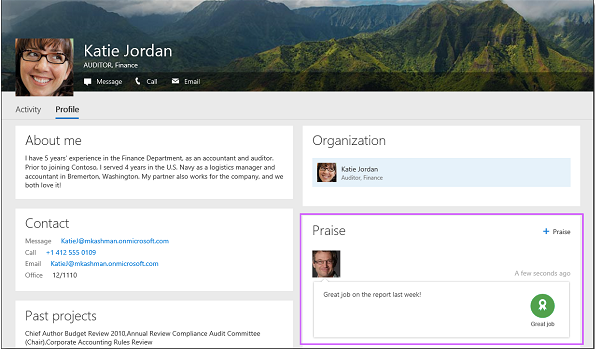 Katie Jordan
AUDITOR, Finance
Message
Call
Email
Activity
Profile
About me
I have 5 years' experience in the Finance Department, as an accountant and auditor.
Prior to joining Contoso, I served 4 years in the U.S. Navy as a logistics manager and
accountant in Bremerton, Washington. My partner also works for the company, and we
both love it!
Contact
Message KatieJ@mkashman.onmicrosoft.com
Call +1 412 555 0109
Email KatieJ@mkashman.onmicrosoft.com
Office 12/1110
Past projects
Chief Author Budget Review 2010,Annual Review Compliance Audit Committee
(Chair),Corporate Accounting Rules Review
Organization
Katie Jordan
Auditor, Finance
Praise
+ Praise
A few seconds ago
Great job on the report last week!
Great job